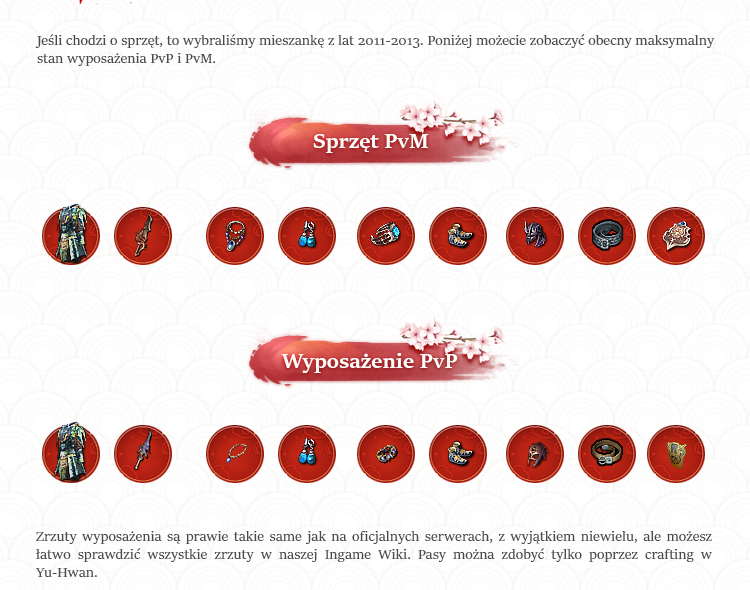 Jeśli chodzi o sprzęt, to wybraliśmy mieszankę z lat 2011-2013. Poniżej możecie zobaczyć obecny maksymalny
stan wyposażenia PvP i PvM.
Sprzęt PvM
Wyposażenie PvP
Zrzuty wyposażenia są prawie takie same jak na oficjalnych serwerach, z wyjątkiem niewielu, ale możesz
łatwo sprawdzić wszystkie zrzuty w naszej Ingame Wiki. Pasy można zdobyć tylko poprzez crafting w
Yu-Hwan.